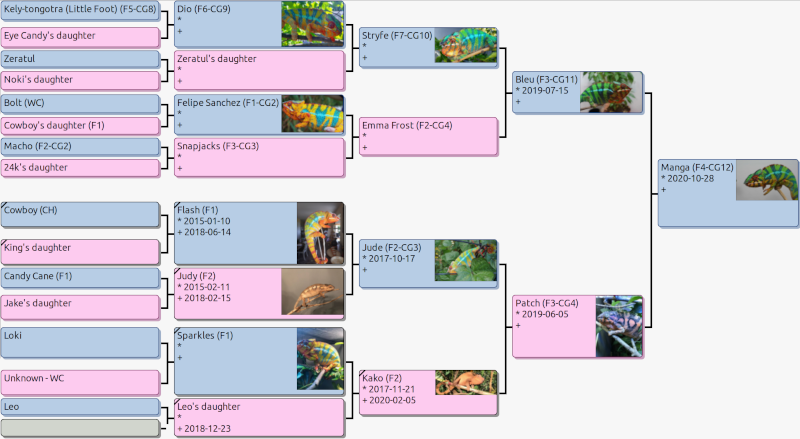 Kely-tongotra (Little Foot) (F5-CG8)
Eye Candy's daughter
Zeratul
Noki's daughter
Bolt (WC)
Cowboy's daughter (F1)
Macho (F2-CG2)
24k's daughter
Cowboy (CH)
King's daughter
Candy Cane (F1)
Jake's daughter
Loki
Unknown - WC
Leo
Dio (F6-CG9)
*
+
Zeratul's daughter
*
+
Felipe Sanchez (F1-CG2)
*
+
Snapjacks (F3-CG3)
*
+
Flash (F1)
* 2015-01-10
+ 2018-06-14
Judy (F2)
* 2015-02-11
+ 2018-02-15
Sparkles (F1)
*
+
Leo's daughter
*
+ 2018-12-23
Stryfe (F7-CG10)
*
+
Emma Frost (F2-CG4)
*
+
Jude (F2-CG3)
* 2017-10-17
+
Kako (F2)
* 2017-11-21
+ 2020-02-05
Bleu (F3-CG11)
* 2019-07-15
+
Patch (F3-CG4)
* 2019-06-05
+
Manga (F4-CG12)
* 2020-10-28
+